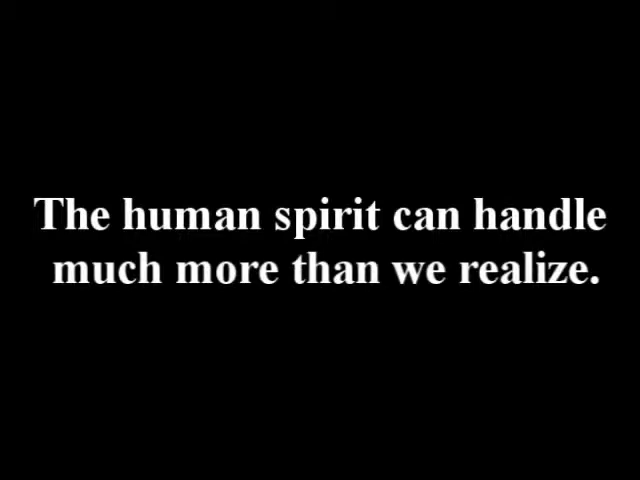 The human spirit can handle
much more than we realize.